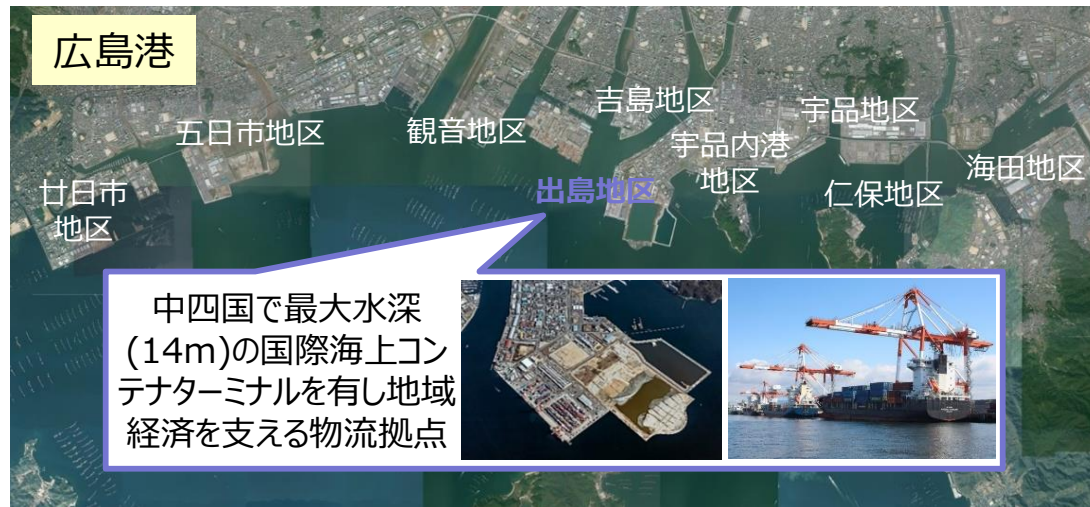 広島港
五日市地区
観音地区
吉島地区
宇品地区
宇品内港
地区
海田地区
廿日市
地区
出島地区
仁保地区
中四国で最大水深
(14m)の国際海上コン
テナターミナルを有し地域
経済を支える物流拠点